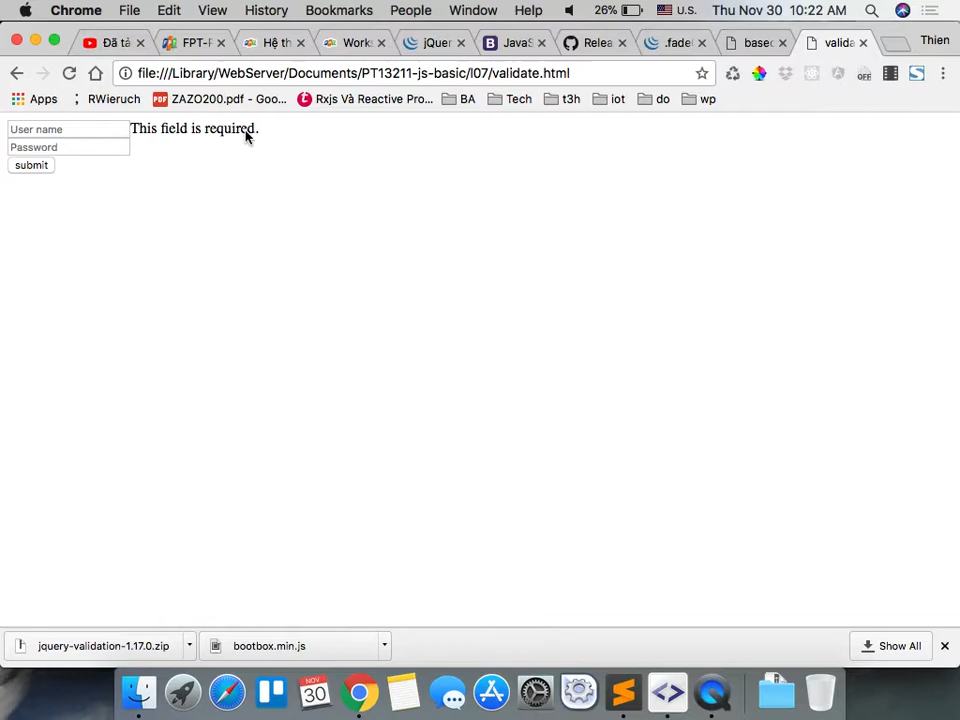 Chrome File Edit View History Bookmarks People Window Help 26% U.S. Thu Nov 30 10:22 AM
Đã tả FPT-P Hệ th Works jQuer JavaS Relea .fade based valida Thien
file:///Library/WebServer/Documents/PT13211-js-basic/l07/validate.html
Apps RWieruch ZAZO200.pdf - Goo... Rxjs Và Reactive Pro... BA Tech t3h iot do wp
User name This field is required.
Password
submit
jquery-validation-1.17.0.zip bootbox.min.js Show All
NOV
30